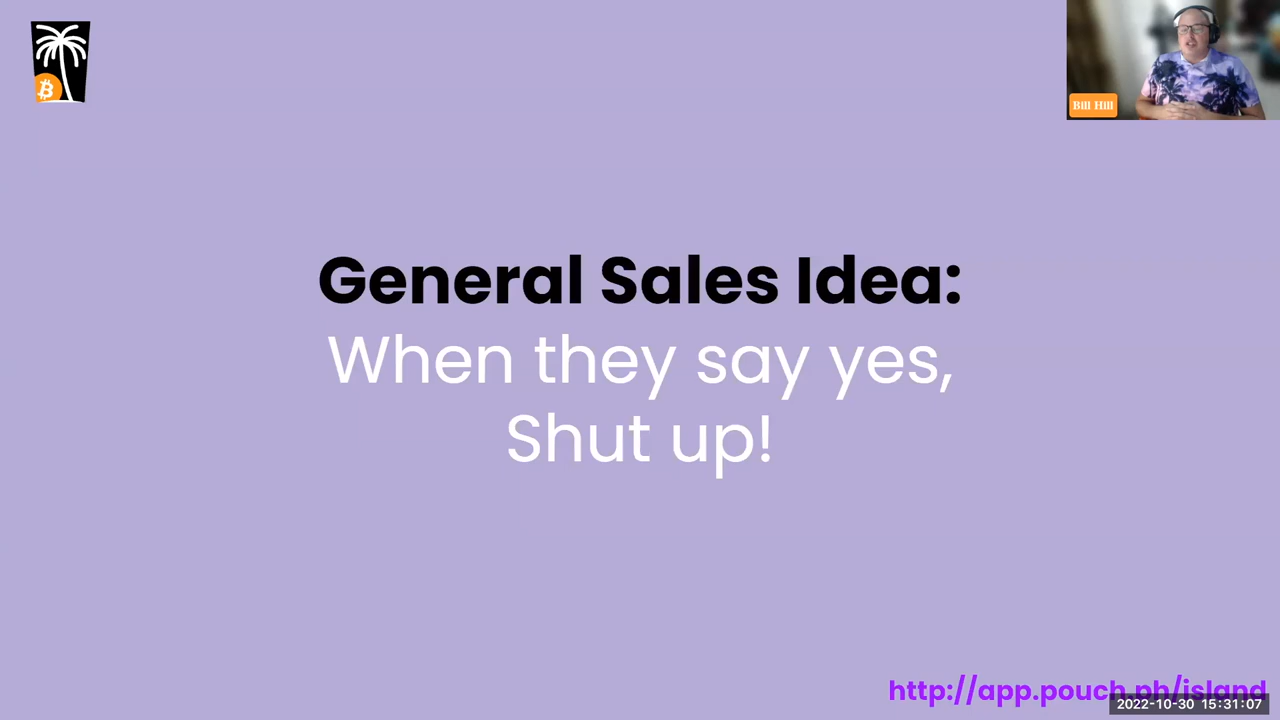 Bill Hill
General Sales Idea:
When they say yes,
Shut up!
http://app.pouch.ph/island
2022-10-30 15:31:07